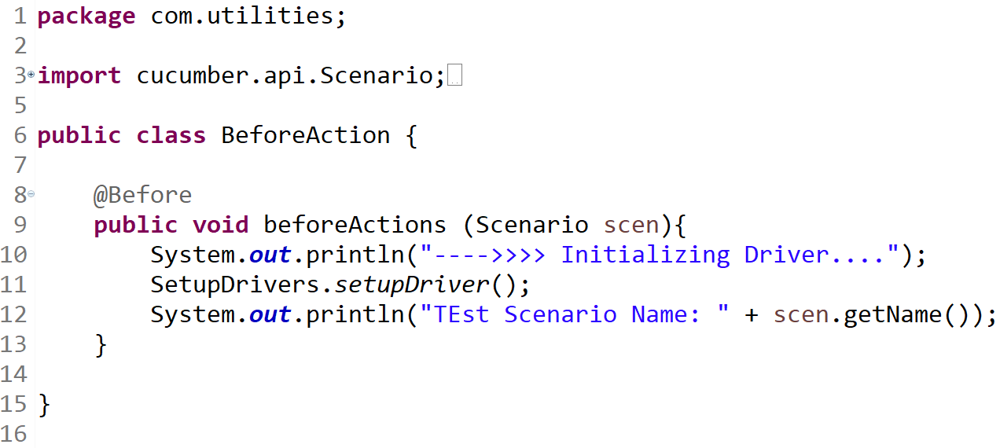 1 package com.utilities;
2
3 import cucumber.api.Scenario;
5
6 public class BeforeAction {
7
8     @Before
9     public void beforeActions (Scenario scen){
10         System.out.println("---->>>> Initializing Driver....");
11         SetupDrivers.setupDriver();
12         System.out.println("TEst Scenario Name: " + scen.getName());
13     }
14
15 }
16